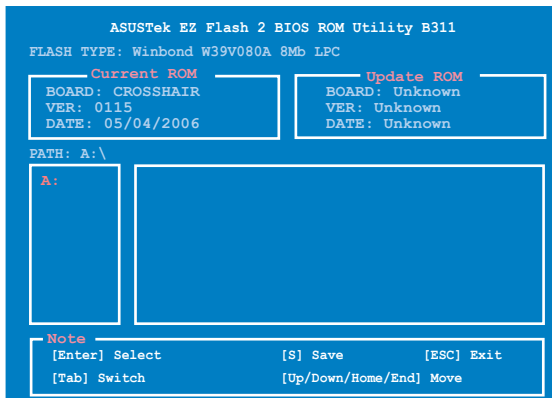 ASUSTek EZ Flash 2 BIOS ROM Utility B311
FLASH TYPE: Winbond W39V080A 8Mb LPC
Current ROM
BOARD: CROSSHAIR
VER: 0115
DATE: 05/04/2006
Update ROM
BOARD: Unknown
VER: Unknown
DATE: Unknown
PATH: A:\
A:
Note
[Enter] Select [S] Save [ESC] Exit
[Tab] Switch [Up/Down/Home/End] Move